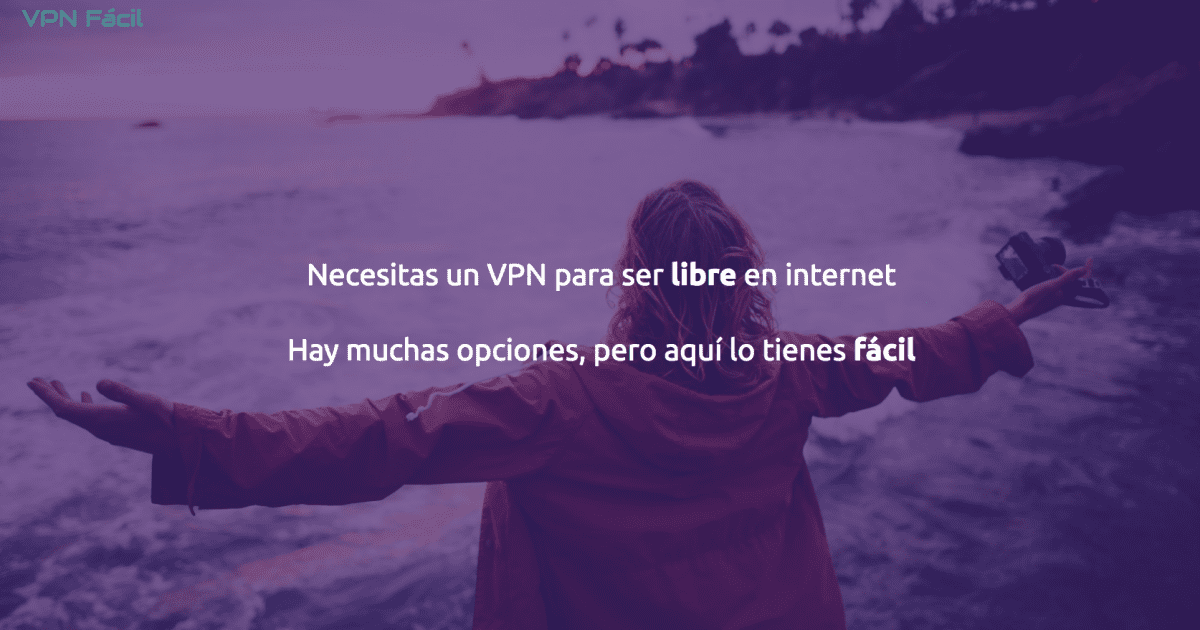 VPN Fácil
Necesitas un VPN para ser libre en internet
Hay muchas opciones, pero aquí lo tienes fácil